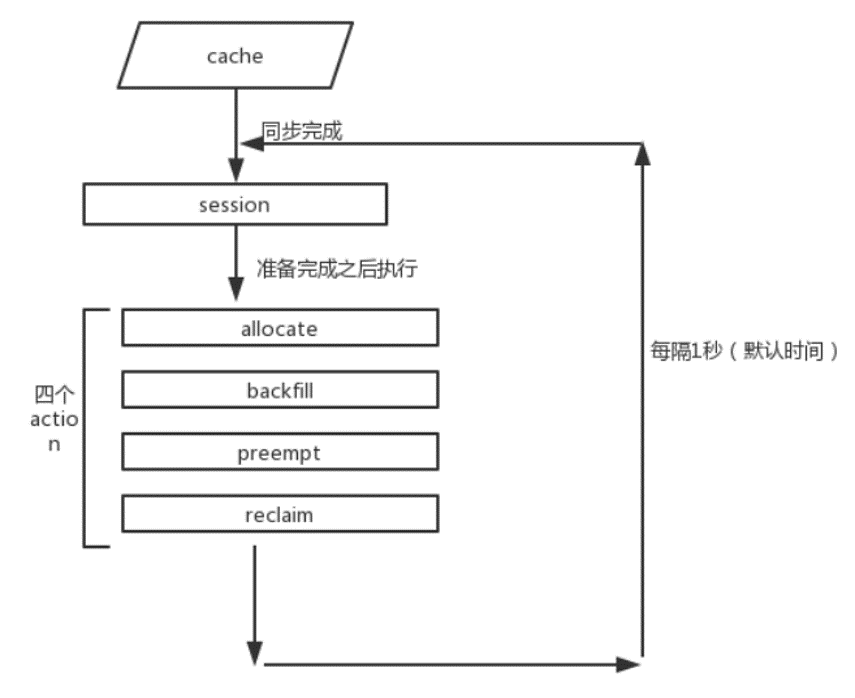 cache
同步完成
session
准备完成之后执行
allocate
每隔1秒（默认时间）
backfill
四个
actio
n
preempt
reclaim